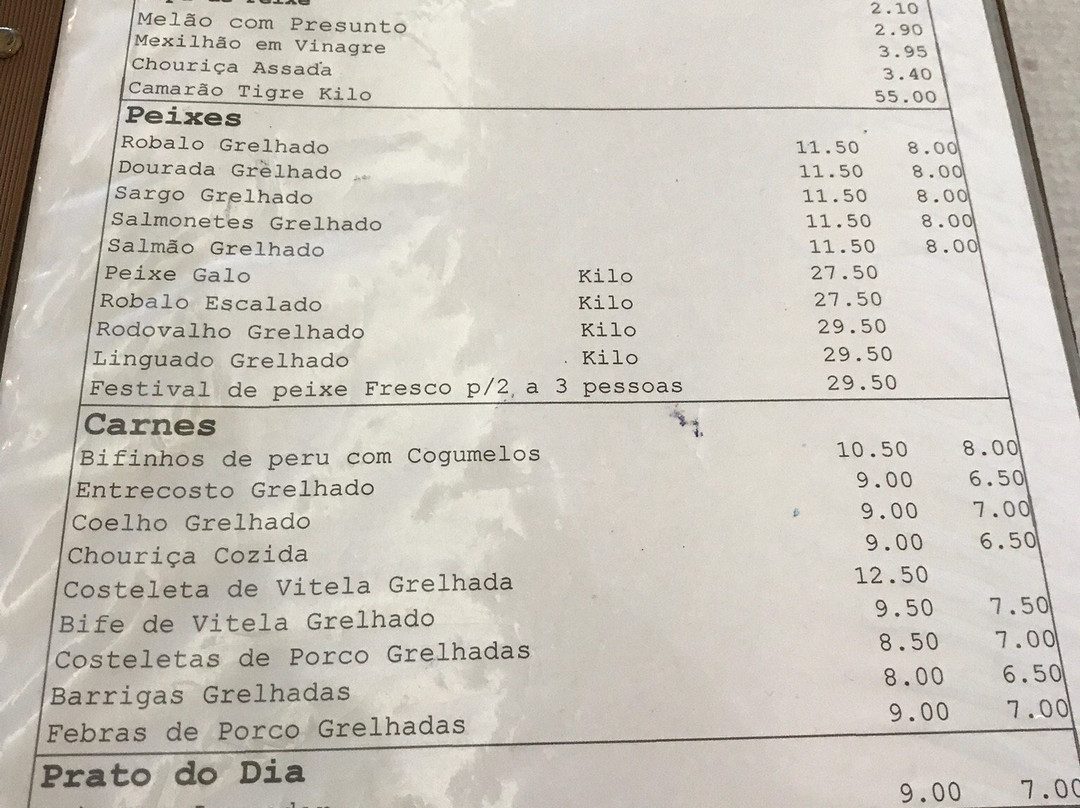 de Peixe 2.10
Melão com Presunto 2.90
Mexilhão em Vinagre 3.95
Chouriça Assada 3.40
Camarão Tigre Kilo 55.00
Peixes
Robalo Grelhado 11.50 8.00
Dourada Grelhado 11.50 8.00
Sargo Grelhado 11.50 8.00
Salmonetes Grelhado 11.50 8.00
Salmão Grelhado 11.50 8.00
Peixe Galo Kilo 27.50
Robalo Escalado Kilo 27.50
Rodovalho Grelhado Kilo 29.50
Linguado Grelhado Kilo 29.50
Festival de peixe Fresco p/2 a 3 pessoas 29.50
Carnes
Bifinhos de peru com Cogumelos 10.50 8.00
Entrecosto Grelhado 9.00 6.50
Coelho Grelhado 9.00 7.00
Chouriça Cozida 9.00 6.50
Costeleta de Vitela Grelhada 12.50
Bife de Vitela Grelhado 9.50 7.50
Costeletas de Porco Grelhadas 8.50 7.00
Barrigas Grelhadas 8.00 6.50
Febras de Porco Grelhadas 9.00 7.00
Prato do Dia
9.00 7.00